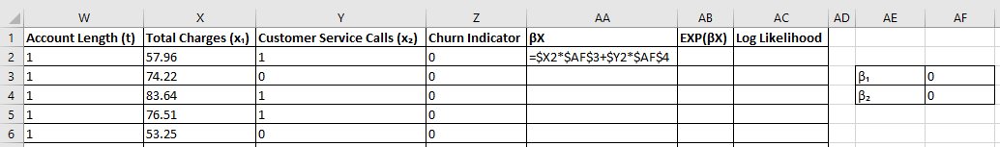 W X Y Z AA AB AC AD AE AF
1 Account Length (t) Total Charges (x₁) Customer Service Calls (x₂) Churn Indicator βX EXP(βX) Log Likelihood
2 1 57.96 1 0 =$X2*$AF$3+$Y2*$AF$4
3 1 74.22 0 0 β₁ 0
4 1 83.64 1 0 β₂ 0
5 1 76.51 1 0
6 1 53.25 0 0